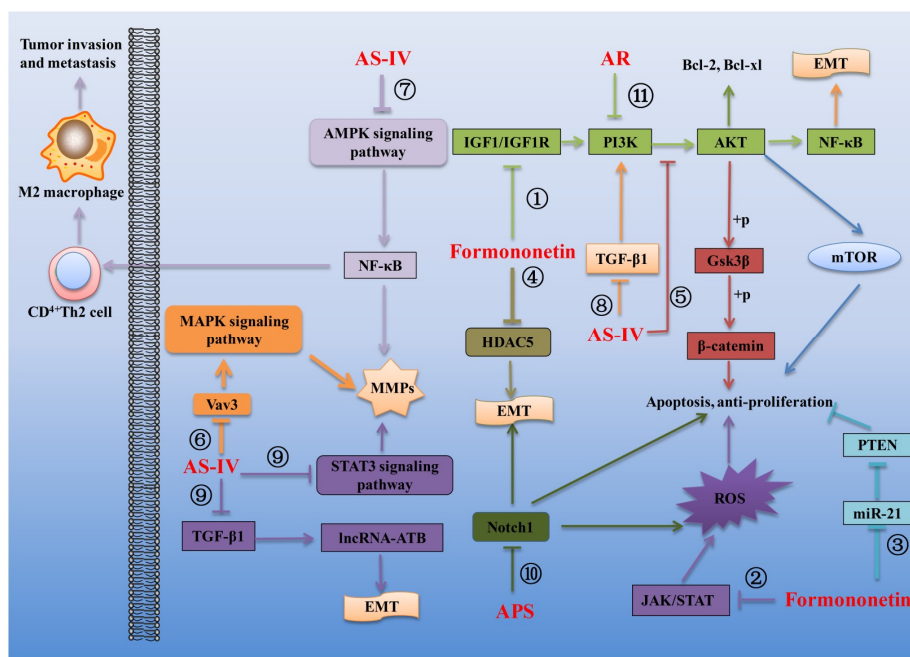 Tumor invasion
and metastasis
M2 macrophage
CD⁴⁺Th2 cell
AS-IV
⑦
AMPK signaling
pathway
NF-κB
MAPK signaling
pathway
Vav3
⑥
AS-IV
⑨
⑨
TGF-β1
lncRNA-ATB
EMT
STAT3 signaling
pathway
MMPs
IGF1/IGF1R
①
Formononetin
④
HDAC5
EMT
Notch1
⑩
APS
AR
⑪
PI3K
TGF-β1
⑧
⑤
AS-IV
Bcl-2, Bcl-xl
AKT
EMT
NF-κB
+p
Gsk3β
+p
β-catemin
mTOR
Apoptosis, anti-proliferation
PTEN
miR-21
③
ROS
JAK/STAT
②
Formononetin